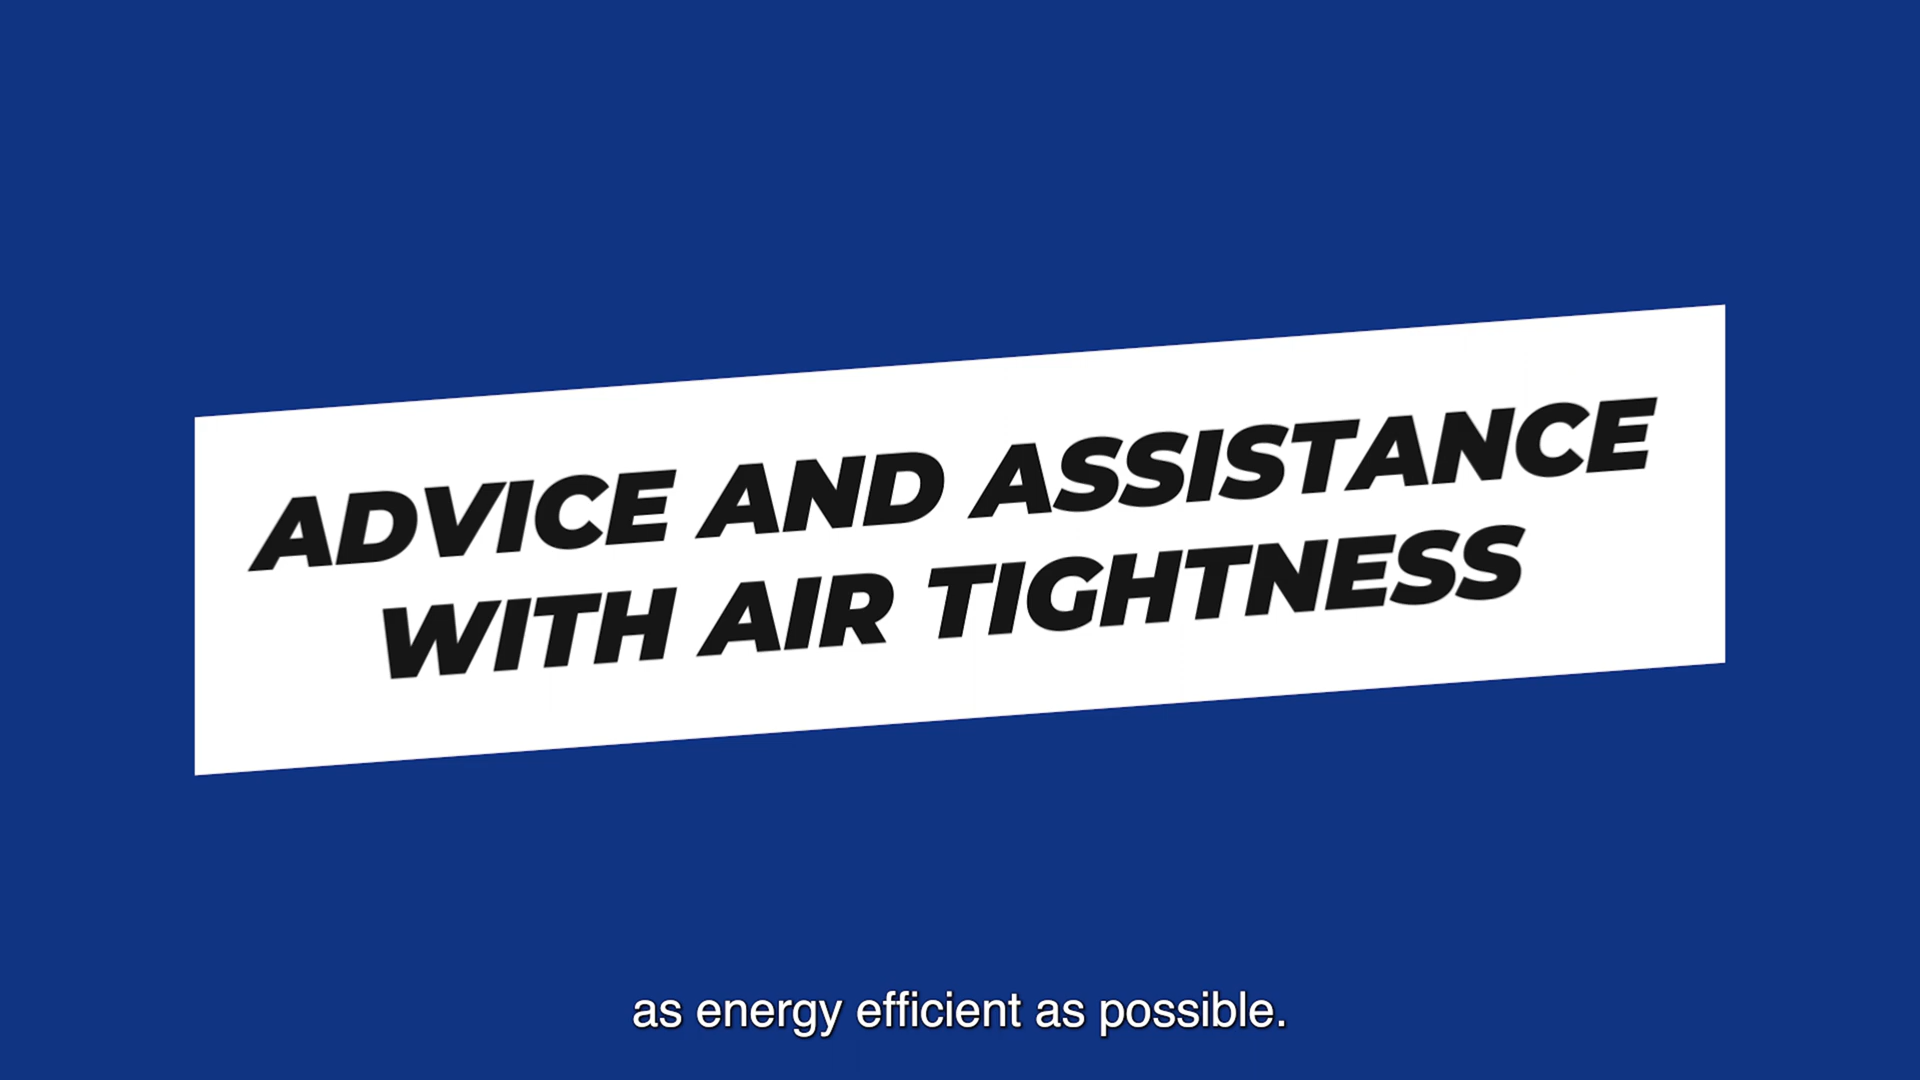 ADVICE AND ASSISTANCE
WITH AIR TIGHTNESS
as energy efficient as possible.